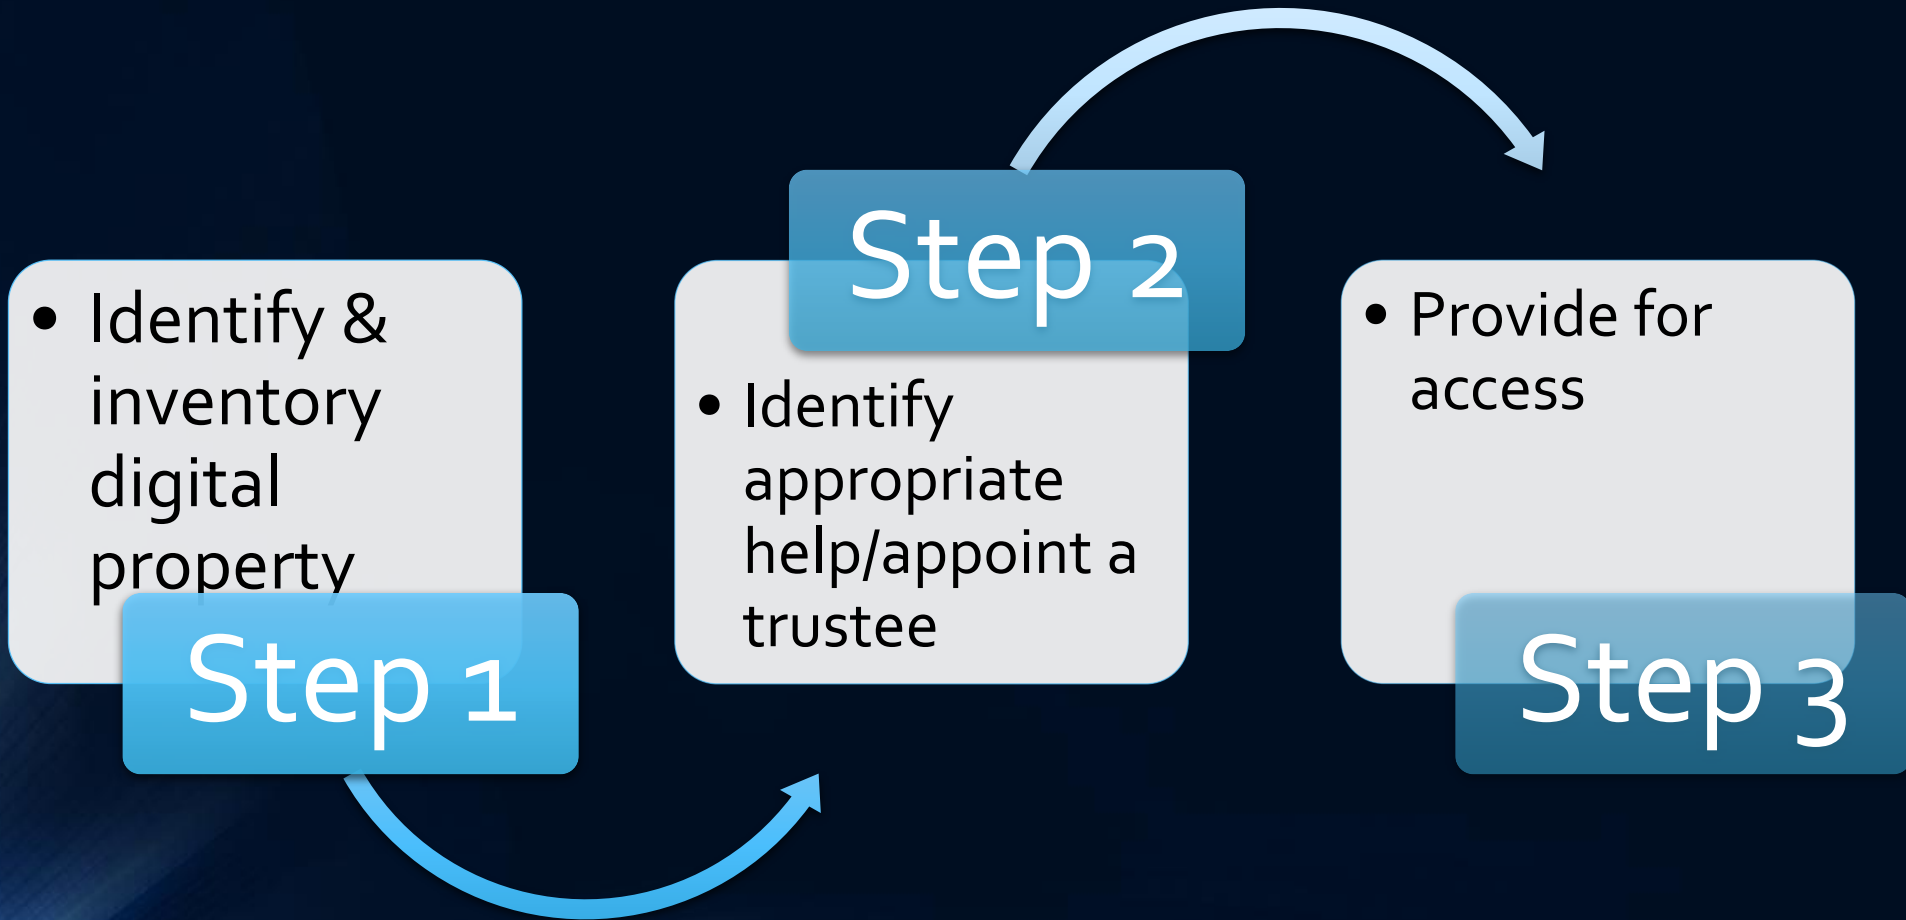 • Identify &
inventory
digital
property
Step 1
Step 2
• Identify
appropriate
help/appoint a
trustee
• Provide for
access
Step 3